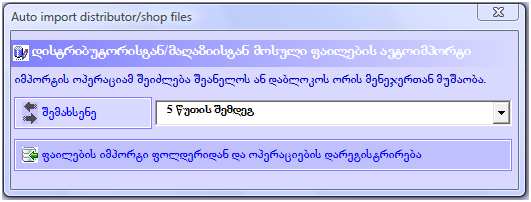 Auto import distributor/shop files
დისტრიბუტორისგან/მაღაზიისგან მოსული ფაილების ავტოიმპორტი
იმპორტის ოპერაციამ შეიძლება შეანელოს ან დაბლოკოს ორის მენეჯერთან მუშაობა.
შემახსენე
5 წუთის შემდეგ
ფაილების იმპორტი ფოლდერიდან და ოპერაციების დარეგისტრირება